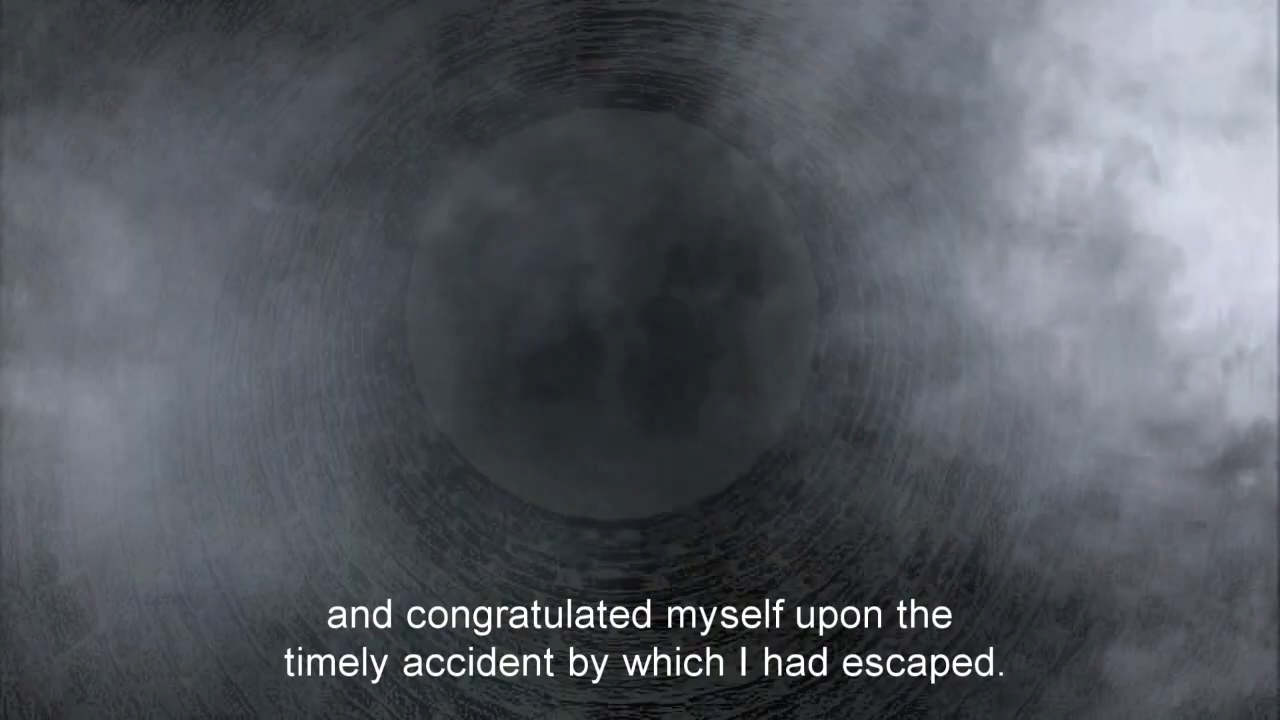 and congratulated myself upon the
timely accident by which I had escaped.